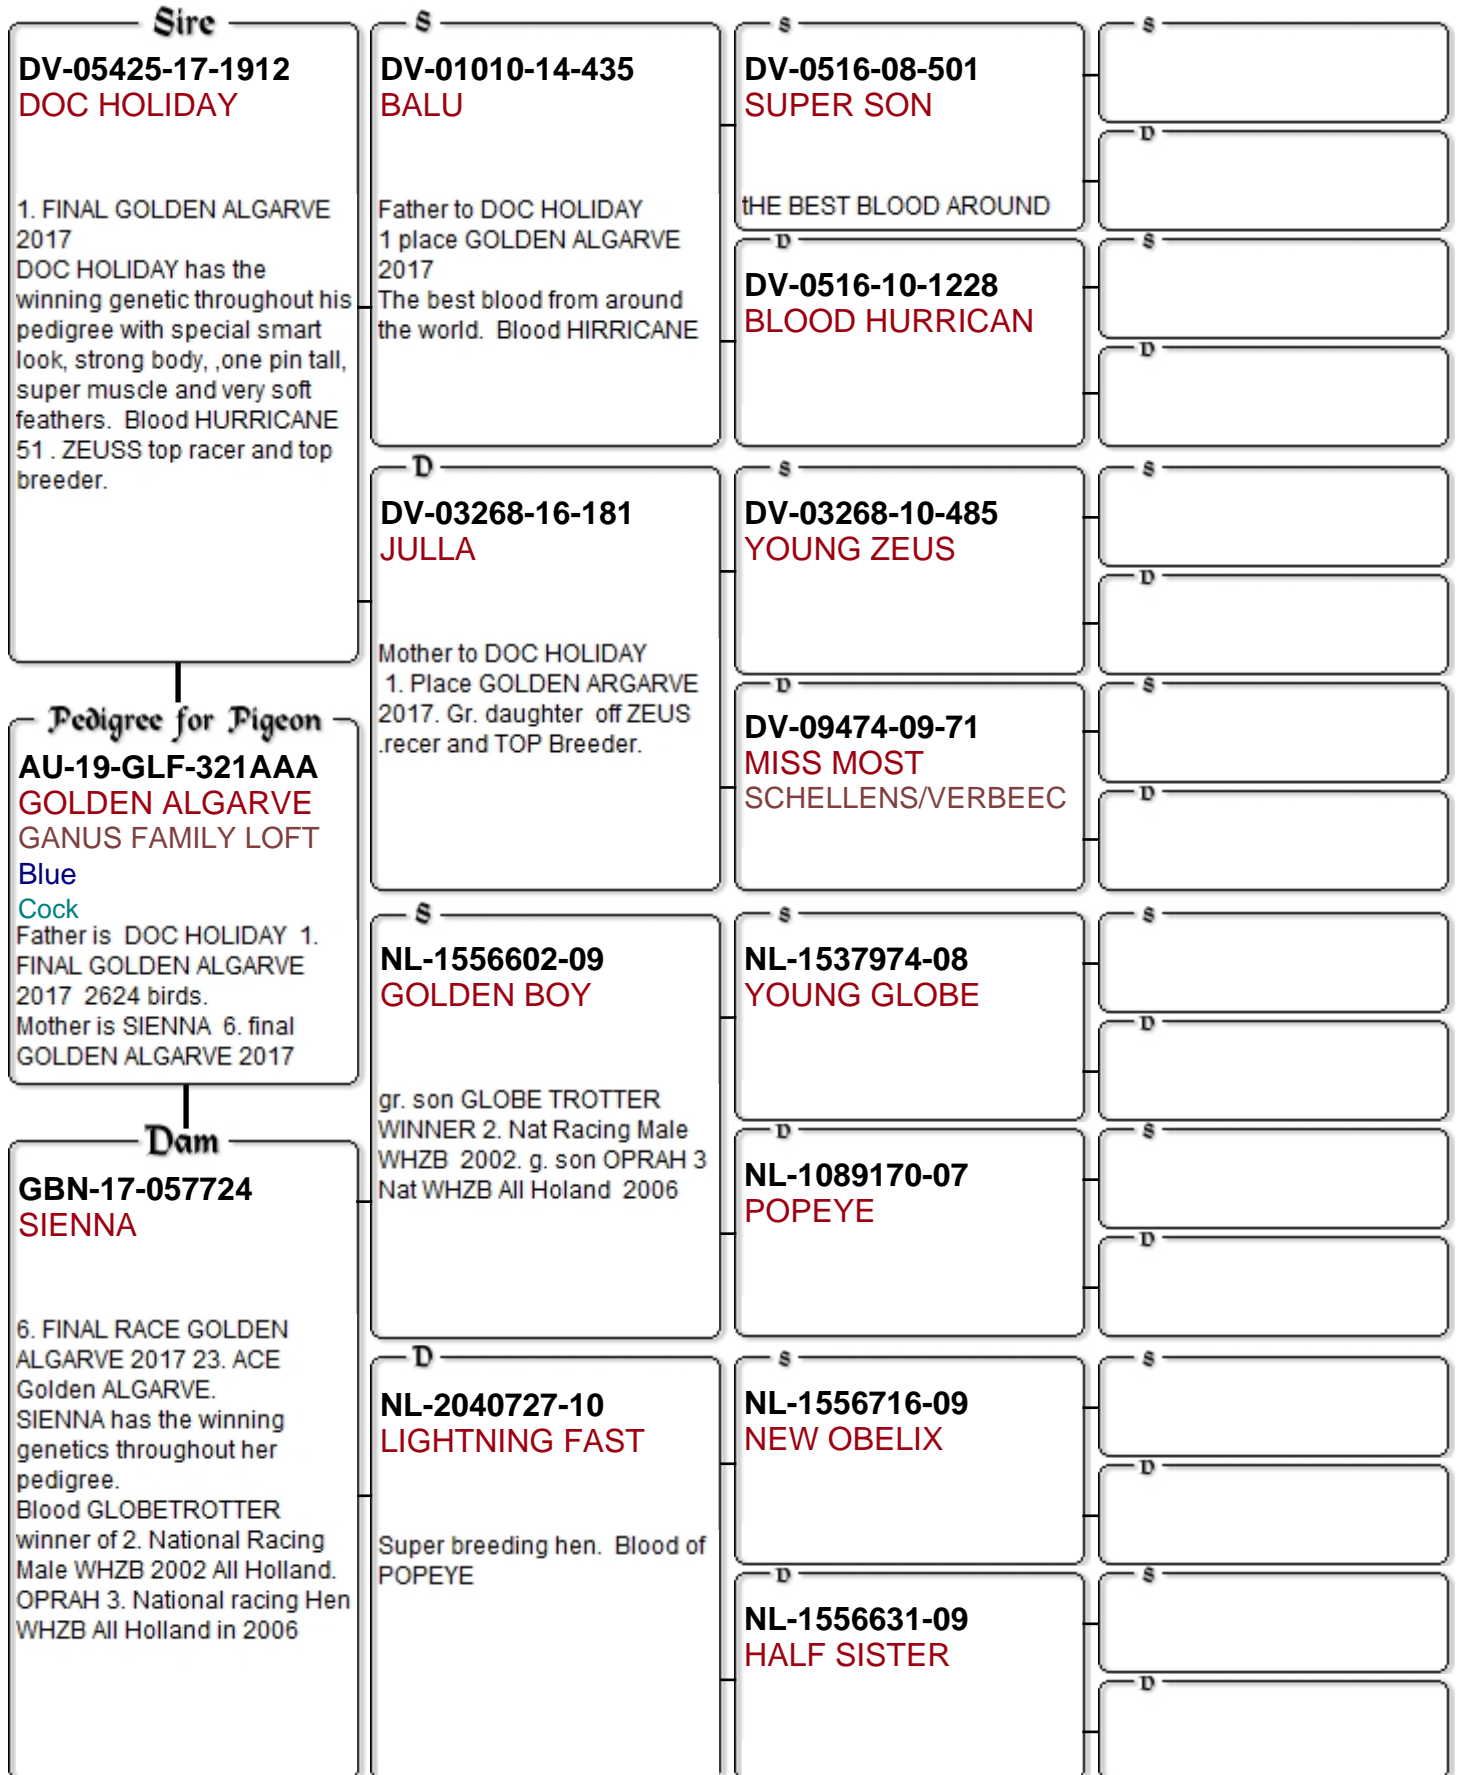 Sire
DV-05425-17-1912
DOC HOLIDAY
1. FINAL GOLDEN ALGARVE
2017
DOC HOLIDAY has the
winning genetic throughout his
pedigree with special smart
look, strong body, ,one pin tall,
super muscle and very soft
feathers. Blood HURRICANE
51 . ZEUSS top racer and top
breeder.
Pedigree for Pigeon
AU-19-GLF-321AAA
GOLDEN ALGARVE
GANUS FAMILY LOFT
Blue
Cock
Father is DOC HOLIDAY 1.
FINAL GOLDEN ALGARVE
2017 2624 birds.
Mother is SIENNA 6. final
GOLDEN ALGARVE 2017
Dam
GBN-17-057724
SIENNA
6. FINAL RACE GOLDEN
ALGARVE 2017 23. ACE
Golden ALGARVE.
SIENNA has the winning
genetics throughout her
pedigree.
Blood GLOBETROTTER
winner of 2. National Racing
Male WHZB 2002 All Holland.
OPRAH 3. National racing Hen
WHZB All Holland in 2006
S
DV-01010-14-435
BALU
Father to DOC HOLIDAY
1 place GOLDEN ALGARVE
2017
The best blood from around
the world. Blood HIRRICANE
D
DV-03268-16-181
JULLA
Mother to DOC HOLIDAY
1. Place GOLDEN ARGARVE
2017. Gr. daughter off ZEUS
.recer and TOP Breeder.
S
NL-1556602-09
GOLDEN BOY
gr. son GLOBE TROTTER
WINNER 2. Nat Racing Male
WHZB 2002. g. son OPRAH 3
Nat WHZB All Holand 2006
D
NL-2040727-10
LIGHTNING FAST
Super breeding hen. Blood of
POPEYE
S
DV-0516-08-501
SUPER SON
tHE BEST BLOOD AROUND
D
DV-0516-10-1228
BLOOD HURRICAN
S
DV-03268-10-485
YOUNG ZEUS
D
DV-09474-09-71
MISS MOST
SCHELLENS/VERBEEC
S
NL-1537974-08
YOUNG GLOBE
D
NL-1089170-07
POPEYE
S
NL-1556716-09
NEW OBELIX
D
NL-1556631-09
HALF SISTER
S
D
S
D
S
D
S
D
S
D
S
D
S
D
S
D